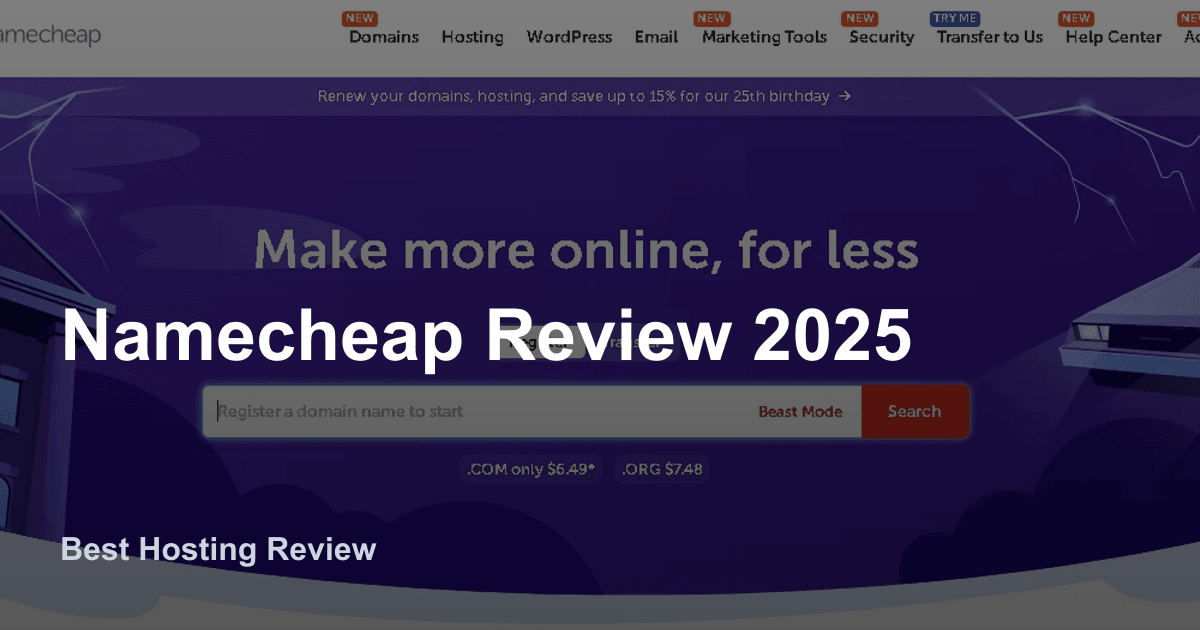 NEW NEW NEW TRY ME NEW
Domains Hosting WordPress Email Marketing Tools Security Transfer to Us Help Center
Renew your domains, hosting, and save up to 15% for our 25th birthday →
Make more online, for less
Namecheap Review 2025
Register a domain name to start Beast Mode Search
.COM only $6.49* .ORG $7.48
Best Hosting Review